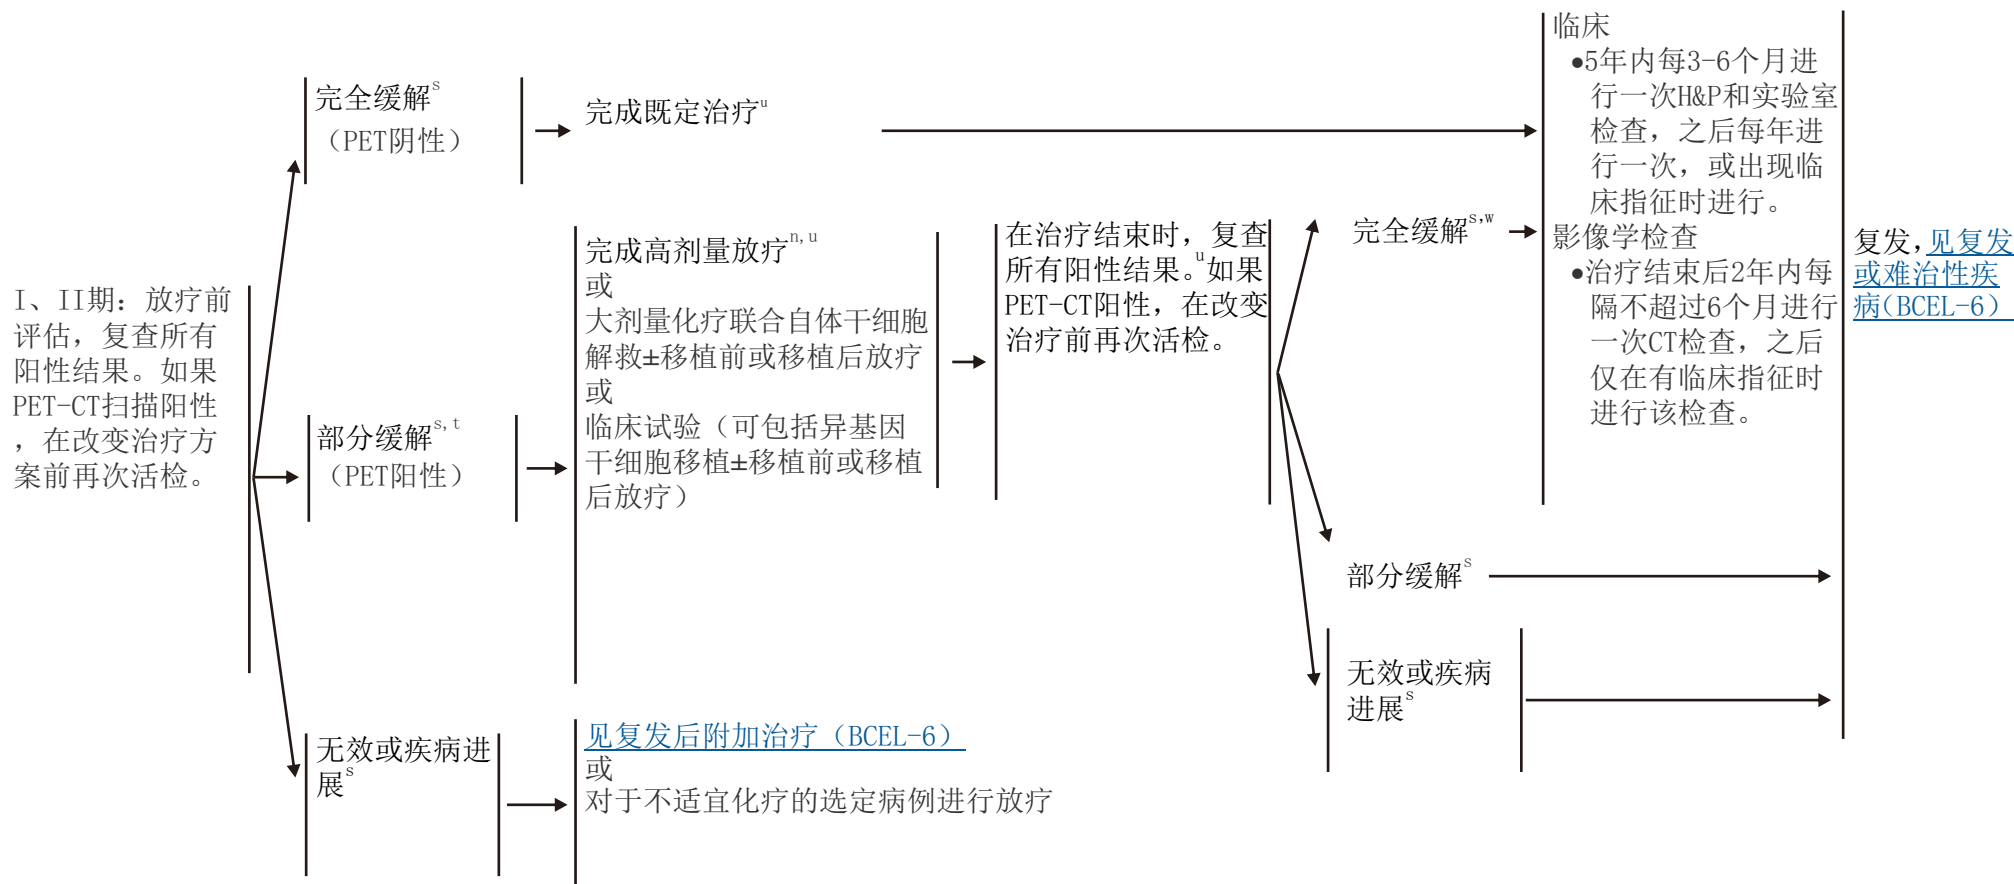 I、II期：放疗前
评估，复查所有
阳性结果。如果
PET-CT扫描阳性
，在改变治疗方
案前再次活检。
完全缓解s
（PET阴性）
完成既定治疗u
部分缓解s,t
（PET阳性）
完成高剂量放疗n,u
或
大剂量化疗联合自体干细胞
解救±移植前或移植后放疗
或
临床试验（可包括异基因
干细胞移植±移植前或移植
后放疗）
在治疗结束时，复查
所有阳性结果。u如果
PET-CT阳性，在改变
治疗前再次活检。
完全缓解s,w
临床
●5年内每3-6个月进
行一次H&P和实验室
检查，之后每年进
行一次，或出现临
床指征时进行。
影像学检查
●治疗结束后2年内每
隔不超过6个月进行
一次CT检查，之后
仅在有临床指征时
进行该检查。
复发，见复发
或难治性疾
病(BCEL-6)
部分缓解s
无效或疾病
进展s
无效或疾病进
展s
见复发后附加治疗（BCEL-6）
或
对于不适宜化疗的选定病例进行放疗